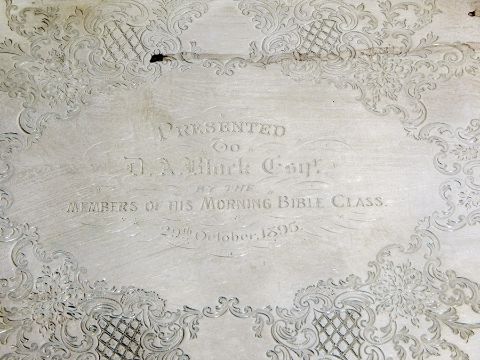 PRESENTED
To
D. A. Black Esqr.
BY THE
MEMBERS OF HIS MORNING BIBLE CLASS.
29th October, 1895.